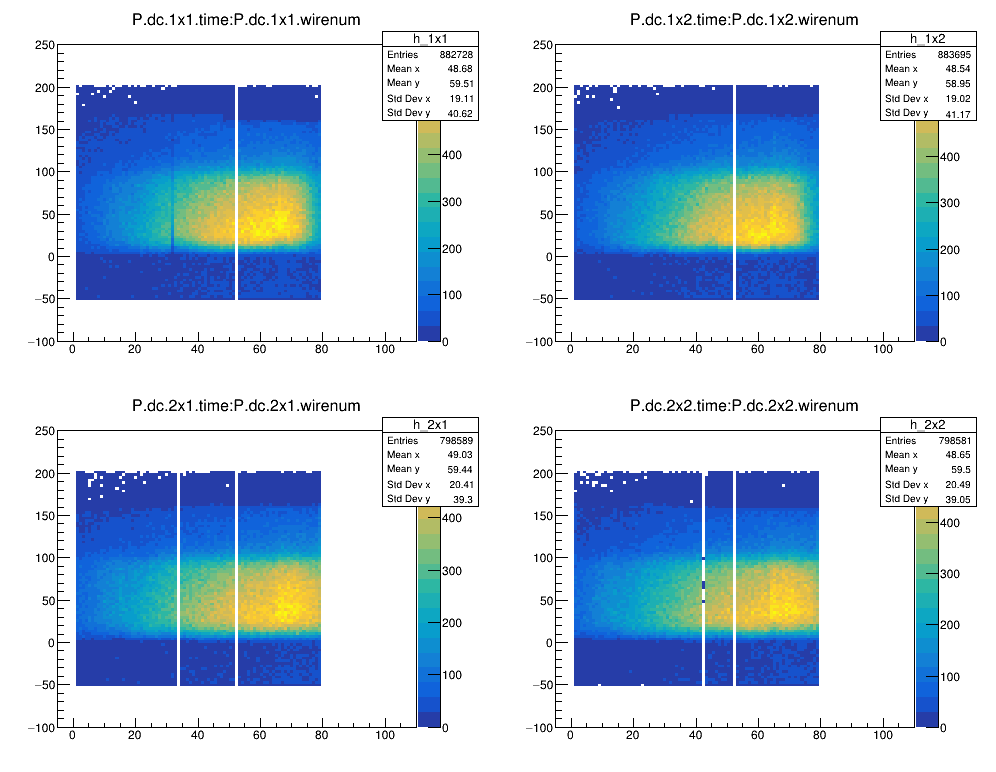 P.dc.1x1.time:P.dc.1x1.wirenum
h_1x1
Entries 882728
Mean x 48.68
Mean y 59.51
Std Dev x 19.11
Std Dev y 40.62
250
200
150
100
50
0
−50
−100
0 20 40 60 80 100
400
300
200
100
0
P.dc.1x2.time:P.dc.1x2.wirenum
h_1x2
Entries 883695
Mean x 48.54
Mean y 58.95
Std Dev x 19.02
Std Dev y 41.17
250
200
150
100
50
0
−50
−100
0 20 40 60 80 100
400
300
200
100
0
P.dc.2x1.time:P.dc.2x1.wirenum
h_2x1
Entries 798589
Mean x 49.03
Mean y 59.44
Std Dev x 20.41
Std Dev y 39.3
250
200
150
100
50
0
−50
−100
0 20 40 60 80 100
400
300
200
100
0
P.dc.2x2.time:P.dc.2x2.wirenum
h_2x2
Entries 798581
Mean x 48.65
Mean y 59.5
Std Dev x 20.49
Std Dev y 39.05
250
200
150
100
50
0
−50
−100
0 20 40 60 80 100
400
300
200
100
0